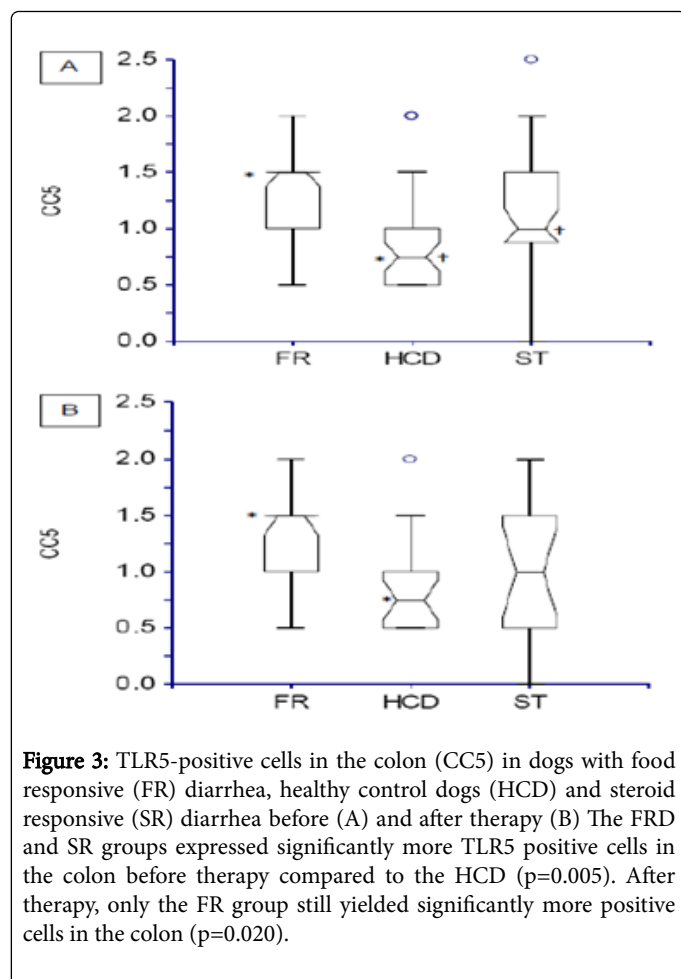 A
2.5
2.0
1.5
1.0
0.5
0.0
CC5
*
*
†
†
FR HCD ST
B
2.5
2.0
1.5
1.0
0.5
0.0
CC5
*
*
FR HCD ST
Figure 3: TLR5-positive cells in the colon (CC5) in dogs with food
responsive (FR) diarrhea, healthy control dogs (HCD) and steroid
responsive (SR) diarrhea before (A) and after therapy (B) The FRD
and SR groups expressed significantly more TLR5 positive cells in
the colon before therapy compared to the HCD (p=0.005). After
therapy, only the FR group still yielded significantly more positive
cells in the colon (p=0.020).